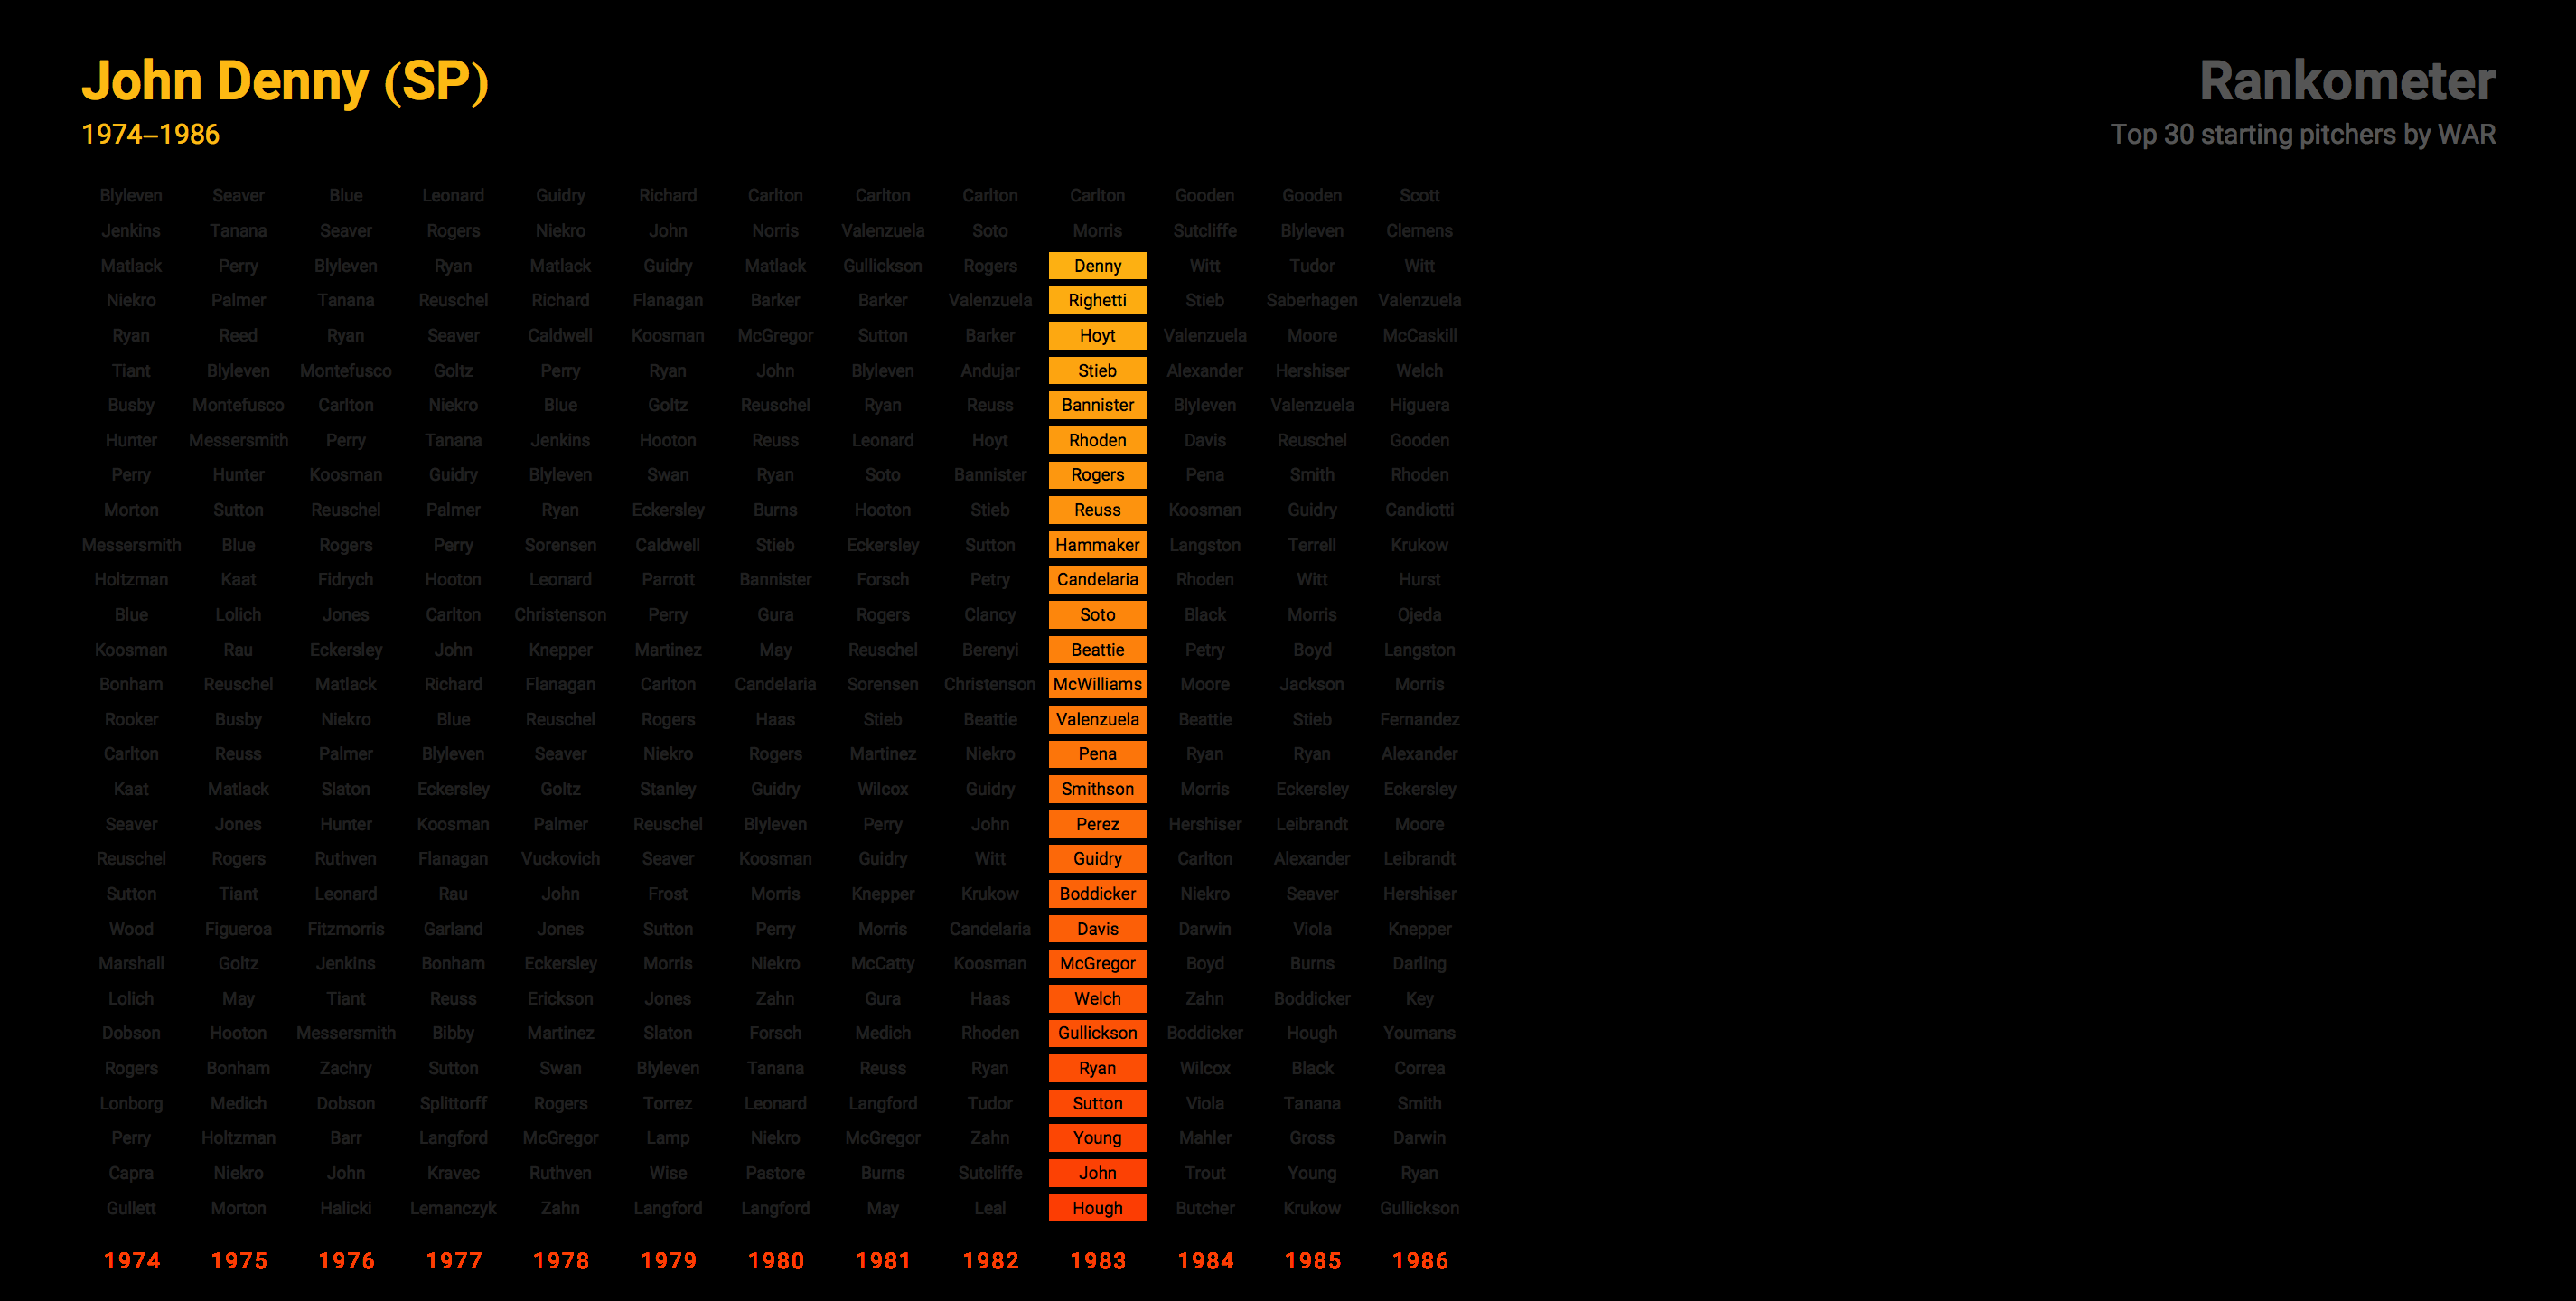 John Denny (SP)
1974–1986
Rankometer
Top 30 starting pitchers by WAR
Blyleven Seaver Blue Leonard Guidry Richard Carlton Carlton Carlton Carlton Gooden Gooden Scott
Jenkins Tanana Seaver Rogers Niekro John Norris Valenzuela Soto Morris Sutcliffe Blyleven Clemens
Matlack Perry Blyleven Ryan Matlack Guidry Matlack Gullickson Rogers Denny Witt Tudor Witt
Niekro Palmer Tanana Reuschel Richard Flanagan Barker Barker Valenzuela Righetti Stieb Saberhagen Valenzuela
Ryan Reed Ryan Seaver Caldwell Koosman McGregor Sutton Barker Hoyt Valenzuela Moore McCaskill
Tiant Blyleven Montefusco Goltz Perry Ryan John Blyleven Andujar Stieb Alexander Hershiser Welch
Busby Montefusco Carlton Niekro Blue Goltz Reuschel Ryan Reuss Bannister Blyleven Valenzuela Higuera
Hunter Messersmith Perry Tanana Jenkins Hooton Reuss Leonard Hoyt Rhoden Davis Reuschel Gooden
Perry Hunter Koosman Guidry Blyleven Swan Ryan Soto Bannister Rogers Pena Smith Rhoden
Morton Sutton Reuschel Palmer Ryan Eckersley Burns Hooton Stieb Reuss Koosman Guidry Candiotti
Messersmith Blue Rogers Perry Sorensen Caldwell Stieb Eckersley Sutton Hammaker Langston Terrell Krukow
Holtzman Kaat Fidrych Hooton Leonard Parrott Bannister Forsch Petry Candelaria Rhoden Witt Hurst
Blue Lolich Jones Carlton Christenson Perry Gura Rogers Clancy Soto Black Morris Ojeda
Koosman Rau Eckersley John Knepper Martinez May Reuschel Berenyi Beattie Petry Boyd Langston
Bonham Reuschel Matlack Richard Flanagan Carlton Candelaria Sorensen Christenson McWilliams Moore Jackson Morris
Rooker Busby Niekro Blue Reuschel Rogers Haas Stieb Beattie Valenzuela Beattie Stieb Fernandez
Carlton Reuss Palmer Blyleven Seaver Niekro Rogers Martinez Niekro Pena Ryan Ryan Alexander
Kaat Matlack Slaton Eckersley Goltz Stanley Guidry Wilcox Guidry Smithson Morris Eckersley Eckersley
Seaver Jones Hunter Koosman Palmer Reuschel Blyleven Perry John Perez Hershiser Leibrandt Moore
Reuschel Rogers Ruthven Flanagan Vuckovich Seaver Koosman Guidry Witt Guidry Carlton Alexander Leibrandt
Sutton Tiant Leonard Rau John Frost Morris Knepper Krukow Boddicker Niekro Seaver Hershiser
Wood Figueroa Fitzmorris Garland Jones Sutton Perry Morris Candelaria Davis Darwin Viola Knepper
Marshall Goltz Jenkins Bonham Eckersley Morris Niekro McCatty Koosman McGregor Boyd Burns Darling
Lolich May Tiant Reuss Erickson Jones Zahn Gura Haas Welch Zahn Boddicker Key
Dobson Hooton Messersmith Bibby Martinez Slaton Forsch Medich Rhoden Gullickson Boddicker Hough Youmans
Rogers Bonham Zachry Sutton Swan Blyleven Tanana Reuss Ryan Ryan Wilcox Black Correa
Lonborg Medich Dobson Splittorff Rogers Torrez Leonard Langford Tudor Sutton Viola Tanana Smith
Perry Holtzman Barr Langford McGregor Lamp Niekro McGregor Zahn Young Mahler Gross Darwin
Capra Niekro John Kravec Ruthven Wise Pastore Burns Sutcliffe John Trout Young Ryan
Gullett Morton Halicki Lemanczyk Zahn Langford Langford May Leal Hough Butcher Krukow Gullickson
1974 1975 1976 1977 1978 1979 1980 1981 1982 1983 1984 1985 1986